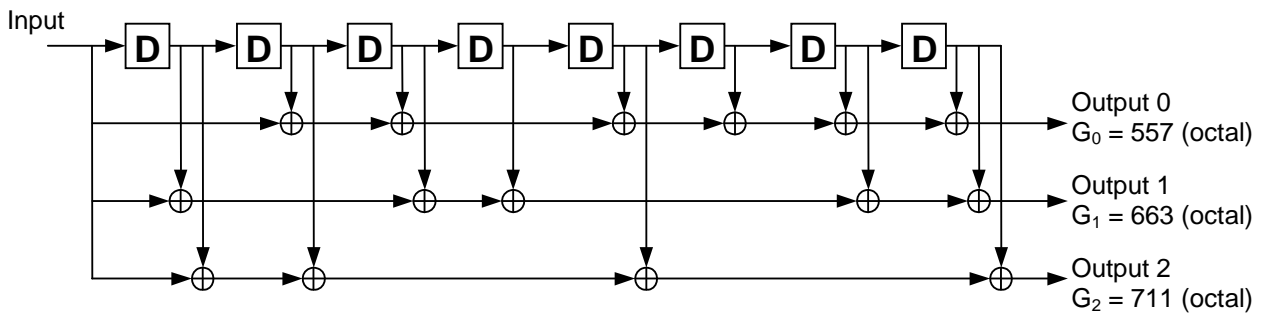 Input
D D D D D D D D
Output 0
G₀ = 557 (octal)
Output 1
G₁ = 663 (octal)
Output 2
G₂ = 711 (octal)